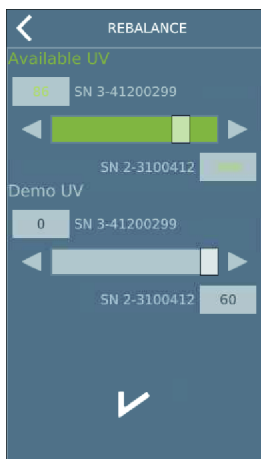 REBALANCE
Available UV
SN 3-41200299
SN 2-3100412
Demo UV
0 SN 3-41200299
SN 2-3100412 60